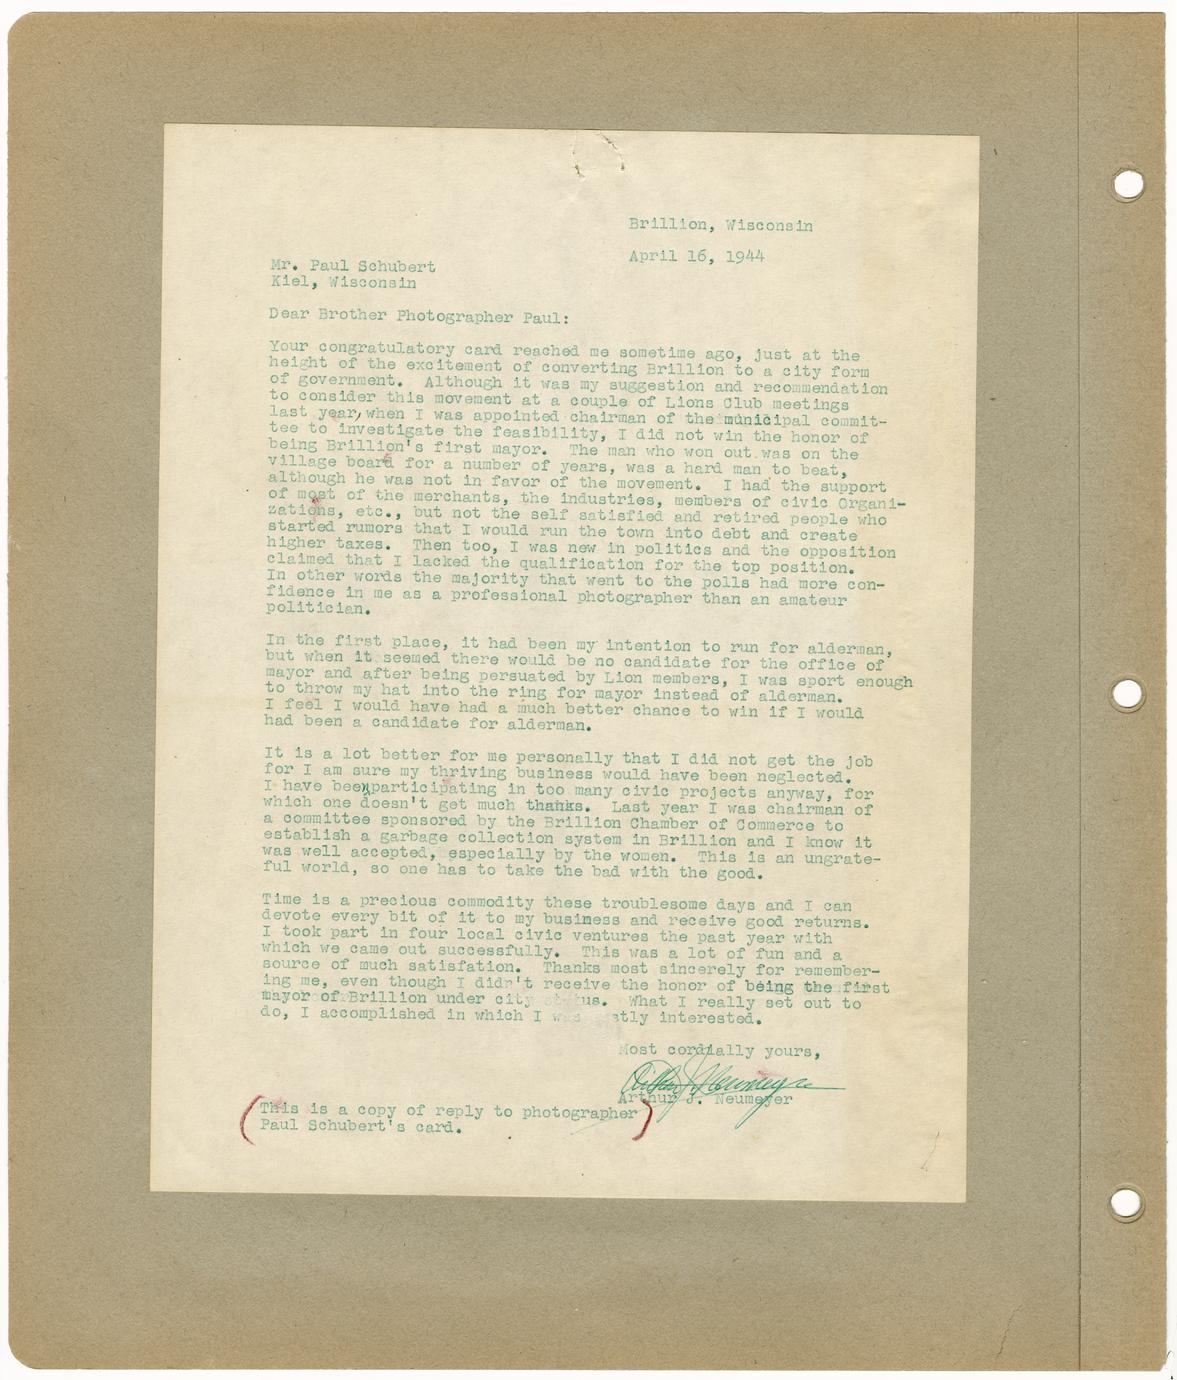 Brillion, Wisconsin
April 16, 1944
Mr. Paul Schubert
Kiel, Wisconsin
Dear Brother Photographer Paul:
Your congratulatory card reached me sometime ago, just at the
height of the excitement of converting Brillion to a city form
of government. Although it was my suggestion and recommendation
to consider this movement at a couple of Lions Club meetings
last year, when I was appointed chairman of the municipal commit-
tee to investigate the feasibility, I did not win the honor of
being Brillion's first mayor. The man who won out was on the
village board for a number of years, was a hard man to beat,
although he was not in favor of the movement. I had the support
of most of the merchants, the industries, members of civic Organi-
zations, etc., but not the self satisfied and retired people who
started rumors that I would run the town into debt and create
higher taxes. Then too, I was new in politics and the opposition
claimed that I lacked the qualification for the top position.
In other words the majority that went to the polls had more con-
fidence in me as a professional photographer than an amateur
politician.
In the first place, it had been my intention to run for alderman,
but when it seemed there would be no candidate for the office of
mayor and after being persuated by Lion members, I was sport enough
to throw my hat into the ring for mayor instead of alderman.
I feel I would have had a much better chance to win if I would
had been a candidate for alderman.
It is a lot better for me personally that I did not get the job
for I am sure my thriving business would have been neglected.
I have been participating in too many civic projects anyway, for
which one doesn't get much thanks. Last year I was chairman of
a committee sponsored by the Brillion Chamber of Commerce to
establish a garbage collection system in Brillion and I know it
was well accepted, especially by the women. This is an ungrate-
ful world, so one has to take the bad with the good.
Time is a precious commodity these troublesome days and I can
devote every bit of it to my business and receive good returns.
I took part in four local civic ventures the past year with
which we came out successfully. This was a lot of fun and a
source of much satisfation. Thanks most sincerely for remember-
ing me, even though I didn't receive the honor of being the first
mayor of Brillion under city status. What I really set out to
do, I accomplished in which I was interested.
Most cordially yours,
Arthur J. Neumeyer
Arthur J. Neumeyer
(This is a copy of reply to photographer
Paul Schubert's card.)